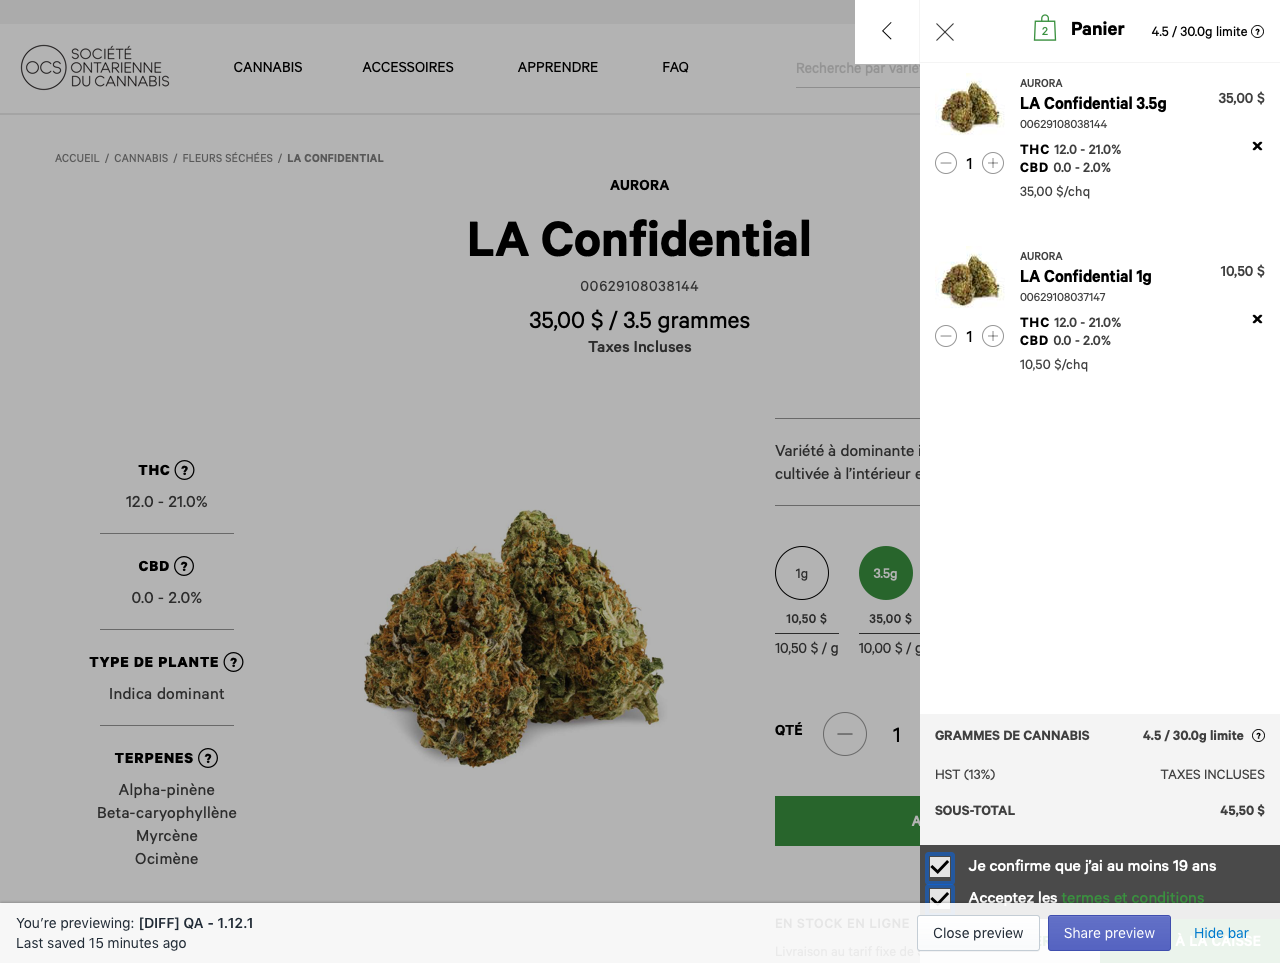 OCS
SOCIÉTÉ
ONTARIENNE
DU CANNABIS
CANNABIS
ACCESSOIRES
APPRENDRE
FAQ
Recherche par varié
ACCUEIL / CANNABIS / FLEURS SÉCHÉES / LA CONFIDENTIAL
AURORA
LA Confidential
00629108038144
35,00 $ / 3.5 grammes
Taxes Incluses
THC ?
12.0 - 21.0%
CBD ?
0.0 - 2.0%
TYPE DE PLANTE ?
Indica dominant
TERPENES ?
Alpha-pinène
Beta-caryophyllène
Myrcène
Ocimène
Variété à dominante i
cultivée à l'intérieur e
1g
3.5g
10,50 $
35,00 $
10,50 $ / g
10,00 $ / g
QTÉ
1
A
EN STOCK EN LIGNE
Livraison au tarif fixe de
2
Panier
4.5 / 30.0g limite ?
AURORA
LA Confidential 3.5g
35,00 $
00629108038144
THC 12.0 - 21.0%
CBD 0.0 - 2.0%
1
35,00 $/chq
AURORA
LA Confidential 1g
10,50 $
00629108037147
THC 12.0 - 21.0%
CBD 0.0 - 2.0%
1
10,50 $/chq
GRAMMES DE CANNABIS
4.5 / 30.0g limite ?
HST (13%)
TAXES INCLUSES
SOUS-TOTAL
45,50 $
Je confirme que j'ai au moins 19 ans
Acceptez les termes et conditions
À LA CAISSE
You're previewing: [DIFF] QA - 1.12.1
Last saved 15 minutes ago
Close preview
Share preview
Hide bar